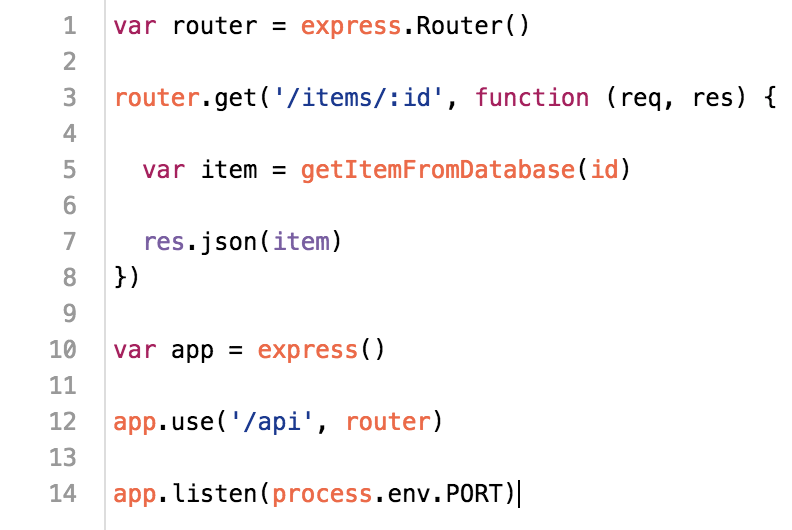 1 var router = express.Router()
2
3 router.get('/items/:id', function (req, res) {
4
5   var item = getItemFromDatabase(id)
6
7   res.json(item)
8 })
9
10 var app = express()
11
12 app.use('/api', router)
13
14 app.listen(process.env.PORT)